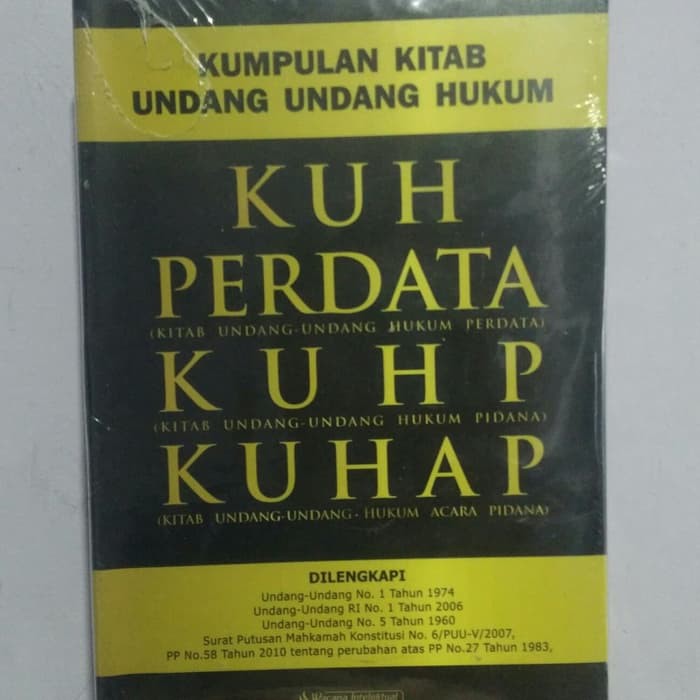 KUMPULAN KITAB
UNDANG UNDANG HUKUM
KUH
PERDATA
(KITAB UNDANG-UNDANG HUKUM PERDATA)
KUHP
(KITAB UNDANG-UNDANG HUKUM PIDANA)
KUHAP
(KITAB UNDANG-UNDANG HUKUM ACARA PIDANA)
DILENGKAPI
Undang-Undang No. 1 Tahun 1974
Undang-Undang RI No. 1 Tahun 2006
Undang-Undang No. 5 Tahun 1960
Surat Putusan Mahkamah Konstitusi No. 6/PUU-V/2007,
PP No.58 Tahun 2010 tentang perubahan atas PP No.27 Tahun 1983,
Wacana Intelektual